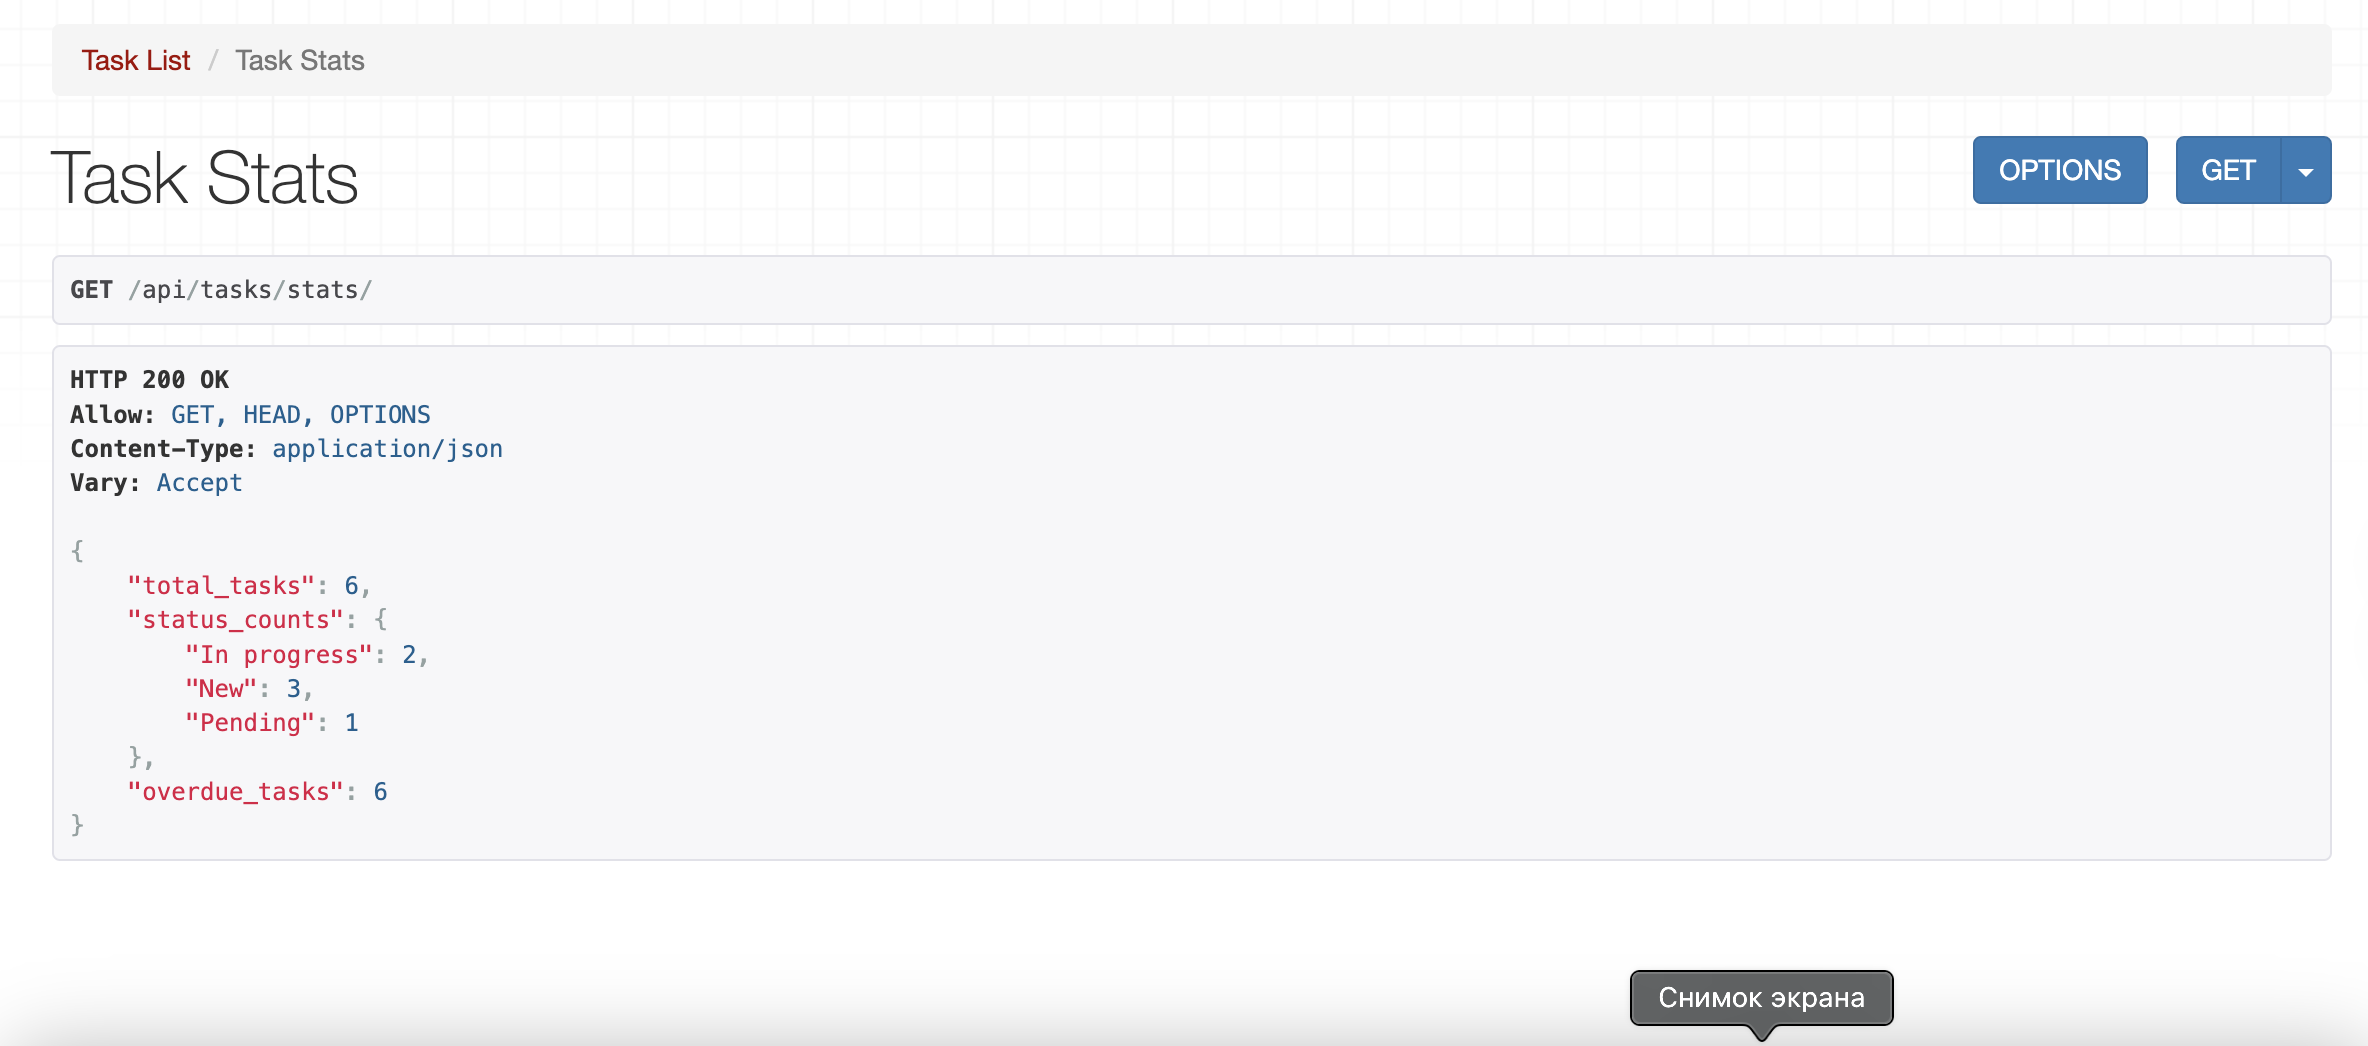 Task List / Task Stats
Task Stats
OPTIONS
GET
GET /api/tasks/stats/
HTTP 200 OK
Allow: GET, HEAD, OPTIONS
Content-Type: application/json
Vary: Accept
{
    "total_tasks": 6,
    "status_counts": {
        "In progress": 2,
        "New": 3,
        "Pending": 1
    },
    "overdue_tasks": 6
}
Снимок экрана